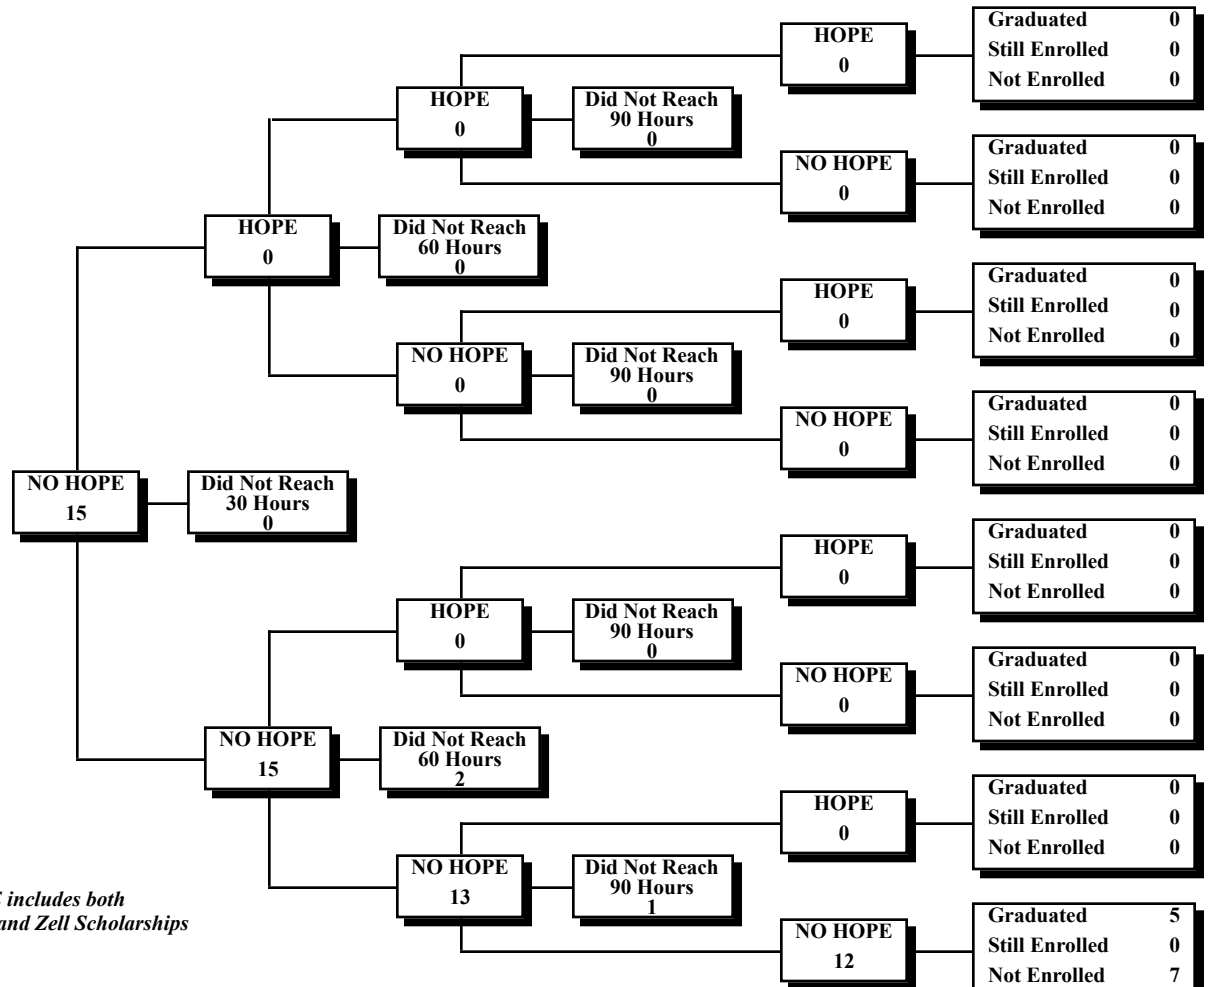 HOPE
0
Graduated 0
Still Enrolled 0
Not Enrolled 0
HOPE
0
Did Not Reach
90 Hours
0
NO HOPE
0
Graduated 0
Still Enrolled 0
Not Enrolled 0
HOPE
0
Did Not Reach
60 Hours
0
HOPE
0
Graduated 0
Still Enrolled 0
Not Enrolled 0
NO HOPE
0
Did Not Reach
90 Hours
0
NO HOPE
0
Graduated 0
Still Enrolled 0
Not Enrolled 0
NO HOPE
15
Did Not Reach
30 Hours
0
HOPE
0
Graduated 0
Still Enrolled 0
Not Enrolled 0
HOPE
0
Did Not Reach
90 Hours
0
NO HOPE
0
Graduated 0
Still Enrolled 0
Not Enrolled 0
NO HOPE
15
Did Not Reach
60 Hours
2
HOPE
0
Graduated 0
Still Enrolled 0
Not Enrolled 0
NO HOPE
13
Did Not Reach
90 Hours
1
NO HOPE
12
Graduated 5
Still Enrolled 0
Not Enrolled 7
includes both
and Zell Scholarships